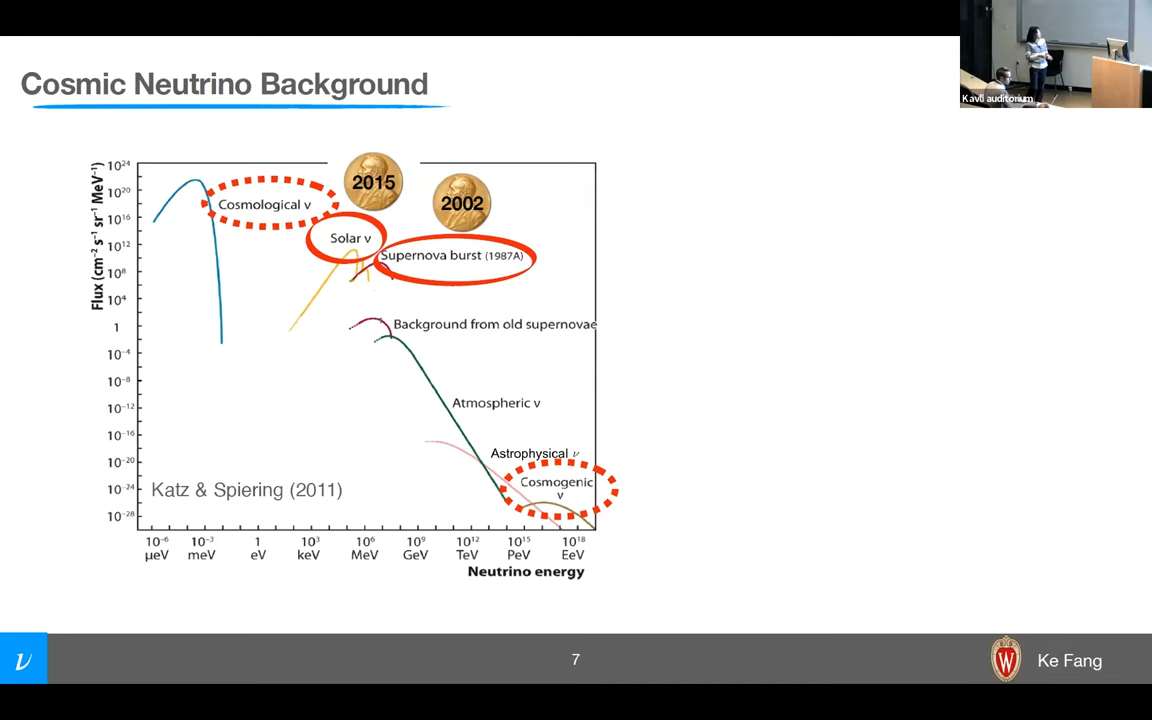 Cosmic Neutrino Background
Kavli auditorium
Flux (cm⁻² s⁻¹ sr⁻¹ MeV⁻¹)
10²⁴
10²⁰
10¹⁶
10¹²
10⁸
10⁴
1
10⁻⁴
10⁻⁸
10⁻¹²
10⁻¹⁶
10⁻²⁰
10⁻²⁴
10⁻²⁸
2015
2002
Cosmological ν
Solar ν
Supernova burst (1987A)
Background from old supernovae
Atmospheric ν
Astrophysical ν
Cosmogenic
ν
Katz & Spiering (2011)
10⁻⁶ 10⁻³ 1 10³ 10⁶ 10⁹ 10¹² 10¹⁵ 10¹⁸
μeV meV eV keV MeV GeV TeV PeV EeV
Neutrino energy
ν
7
W
Ke Fang